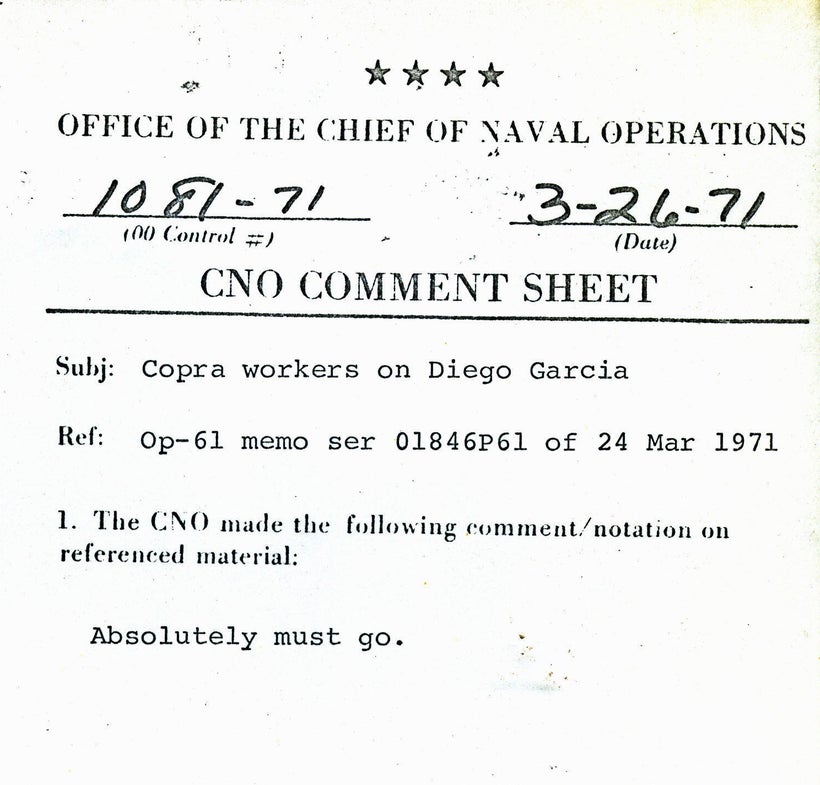 ★ ★ ★ ★
OFFICE OF THE CHIEF OF NAVAL OPERATIONS
1081-71 3-26-71
(00 Control #) (Date)
CNO COMMENT SHEET
Subj: Copra workers on Diego Garcia
Ref: Op-61 memo ser 01846P61 of 24 Mar 1971
1. The CNO made the following comment/notation on
referenced material:
Absolutely must go.